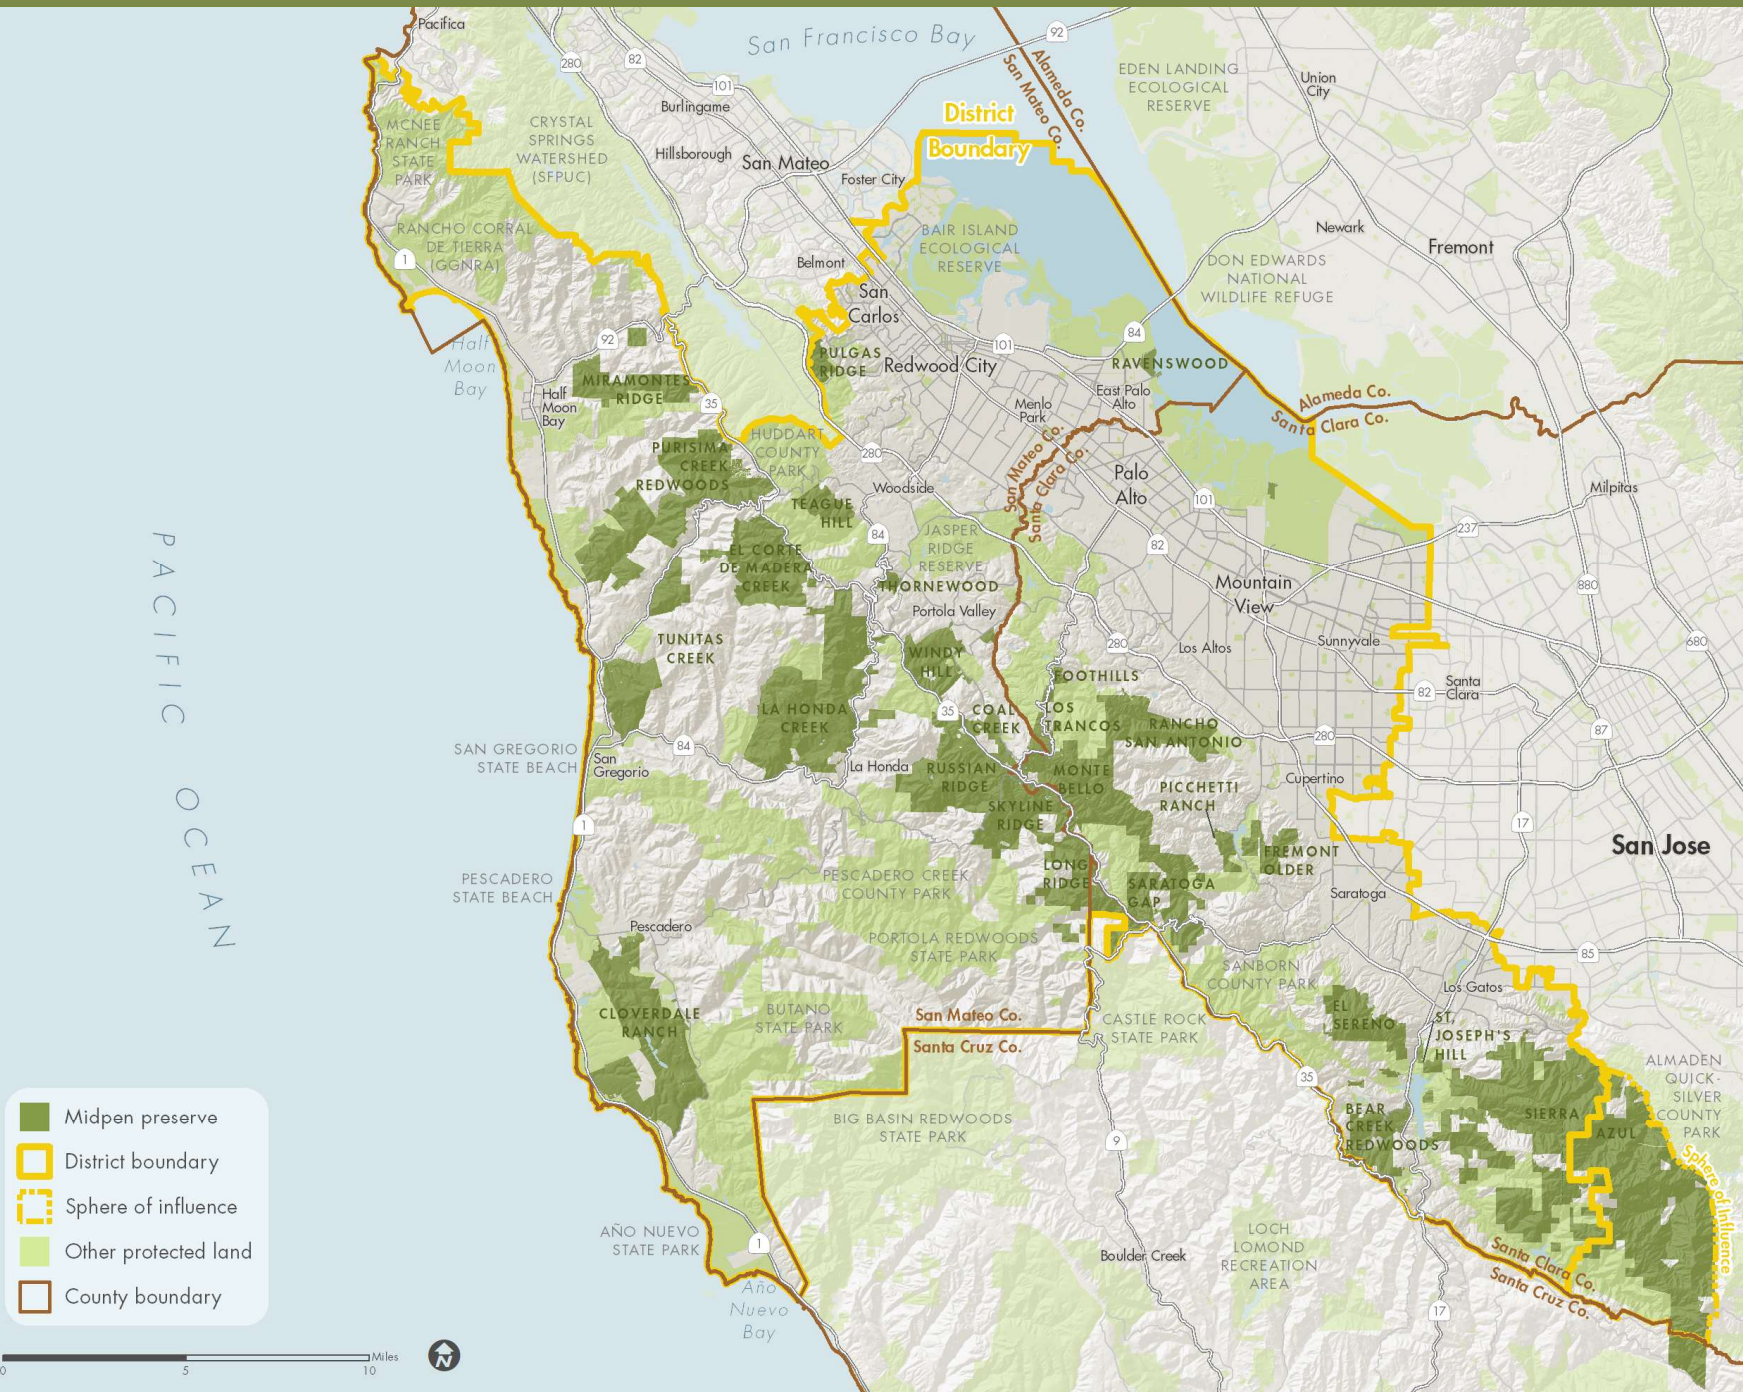 Pacifica
San Francisco Bay
92
Alameda Co.
San Mateo Co.
280
82
101
EDEN LANDING
ECOLOGICAL
RESERVE
Union
City
Burlingame
District
Boundary
MCNEE
RANCH
STATE
PARK
CRYSTAL
SPRINGS
WATERSHED
(SFPUC)
Hillsborough
San Mateo
Foster City
RANCHO CORRAL
DE TIERRA
(GGNRA)
1
BAIR ISLAND
ECOLOGICAL
RESERVE
Newark
Fremont
Belmont
DON EDWARDS
NATIONAL
WILDLIFE REFUGE
San
Carlos
Half
Moon
Bay
92
PULGAS
RIDGE
Redwood City
101
84
RAVENSWOOD
MIRAMONTES
RIDGE
35
Half
Moon
Bay
Menlo
Park
East Palo
Alto
Alameda Co.
Santa Clara Co.
HUDDART
COUNTY
PARK
280
San Mateo Co.
Santa Clara Co.
PURISIMA
CREEK
REDWOODS
Woodside
Palo
Alto
101
Milpitas
TEAGUE
HILL
84
JASPER
RIDGE
RESERVE
82
237
PACIFIC OCEAN
EL CORTE
DE MADERA
CREEK
THORNEWOOD
Portola Valley
Mountain
View
880
TUNITAS
CREEK
WINDY
HILL
280
Los Altos
Sunnyvale
680
FOOTHILLS
82
Santa
Clara
LA HONDA
CREEK
35
COAL
CREEK
LOS
TRANCOS
RANCHO
SAN ANTONIO
280
87
SAN GREGORIO
STATE BEACH
84
San
Gregorio
La Honda
RUSSIAN
RIDGE
MONTE
BELLO
Cupertino
PICCHETTI
RANCH
SKYLINE
RIDGE
1
17
San Jose
FREMONT
OLDER
PESCADERO
STATE BEACH
PESCADERO CREEK
COUNTY PARK
LONG
RIDGE
SARATOGA
GAP
Saratoga
Pescadero
PORTOLA REDWOODS
STATE PARK
85
SANBORN
COUNTY PARK
Los Gatos
CLOVERDALE
RANCH
BUTANO
STATE PARK
San Mateo Co.
Santa Cruz Co.
CASTLE ROCK
STATE PARK
EL
SERENO
ST.
JOSEPH'S
HILL
ALMADEN
QUICK-
SILVER
COUNTY
PARK
35
BIG BASIN REDWOODS
STATE PARK
9
BEAR
CREEK
REDWOODS
SIERRA
AZUL
Sphere of Influence
AÑO NUEVO
STATE PARK
1
Boulder Creek
LOCH
LOMOND
RECREATION
AREA
Santa Clara Co.
Santa Cruz Co.
Año
Nuevo
Bay
17
Midpen preserve
District boundary
Sphere of influence
Other protected land
County boundary
Miles
0
5
10
N